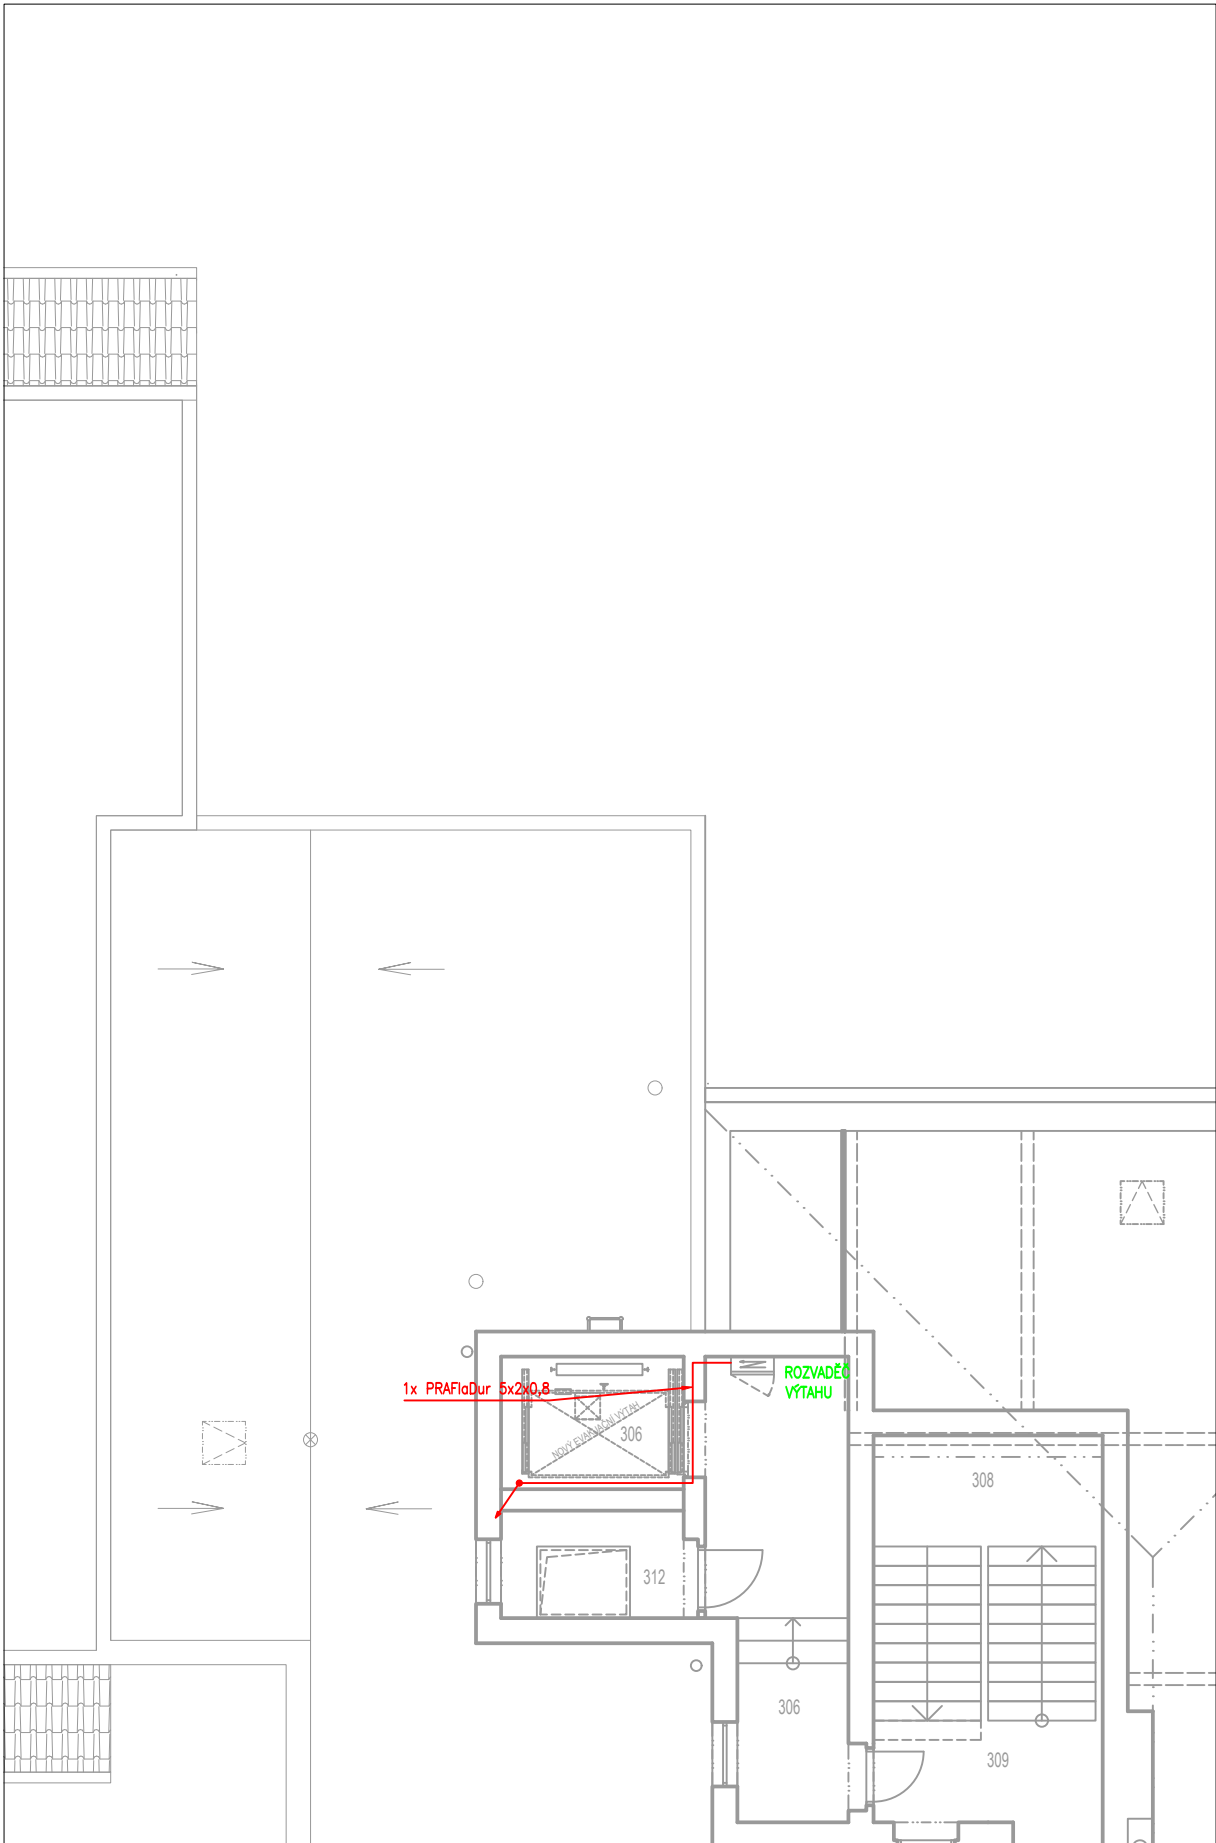 ROZVADĚČ
VÝTAHU
1x PRAFlaDur 5x2x0,8
NOVÝ EVAKUAČNÍ VÝTAH
306
308
312
306
309